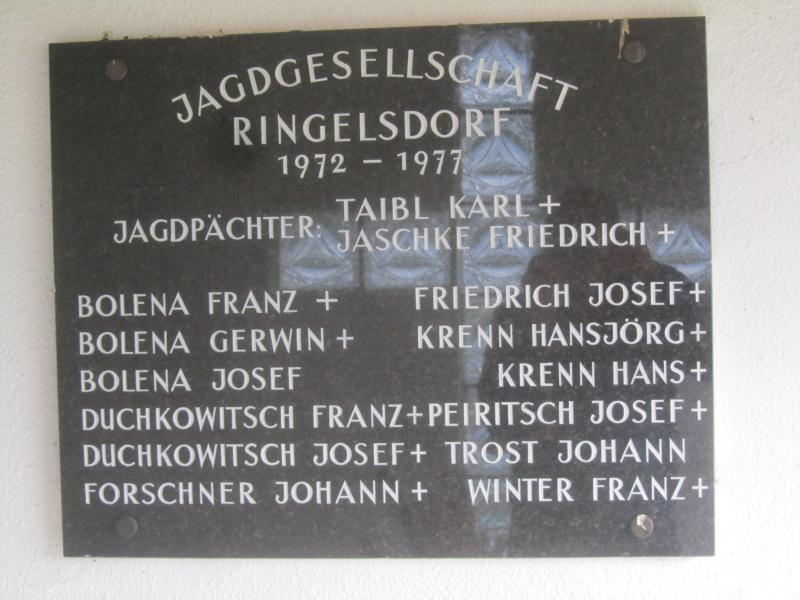 JAGDGESELLSCHAFT
RINGELSDORF
1972 – 1977
JAGDPÄCHTER: TAIBL KARL +
JASCHKE FRIEDRICH +
BOLENA FRANZ + FRIEDRICH JOSEF +
BOLENA GERWIN + KRENN HANSJÖRG +
BOLENA JOSEF KRENN HANS +
DUCHKOWITSCH FRANZ + PEIRITSCH JOSEF +
DUCHKOWITSCH JOSEF + TROST JOHANN
FORSCHNER JOHANN + WINTER FRANZ +